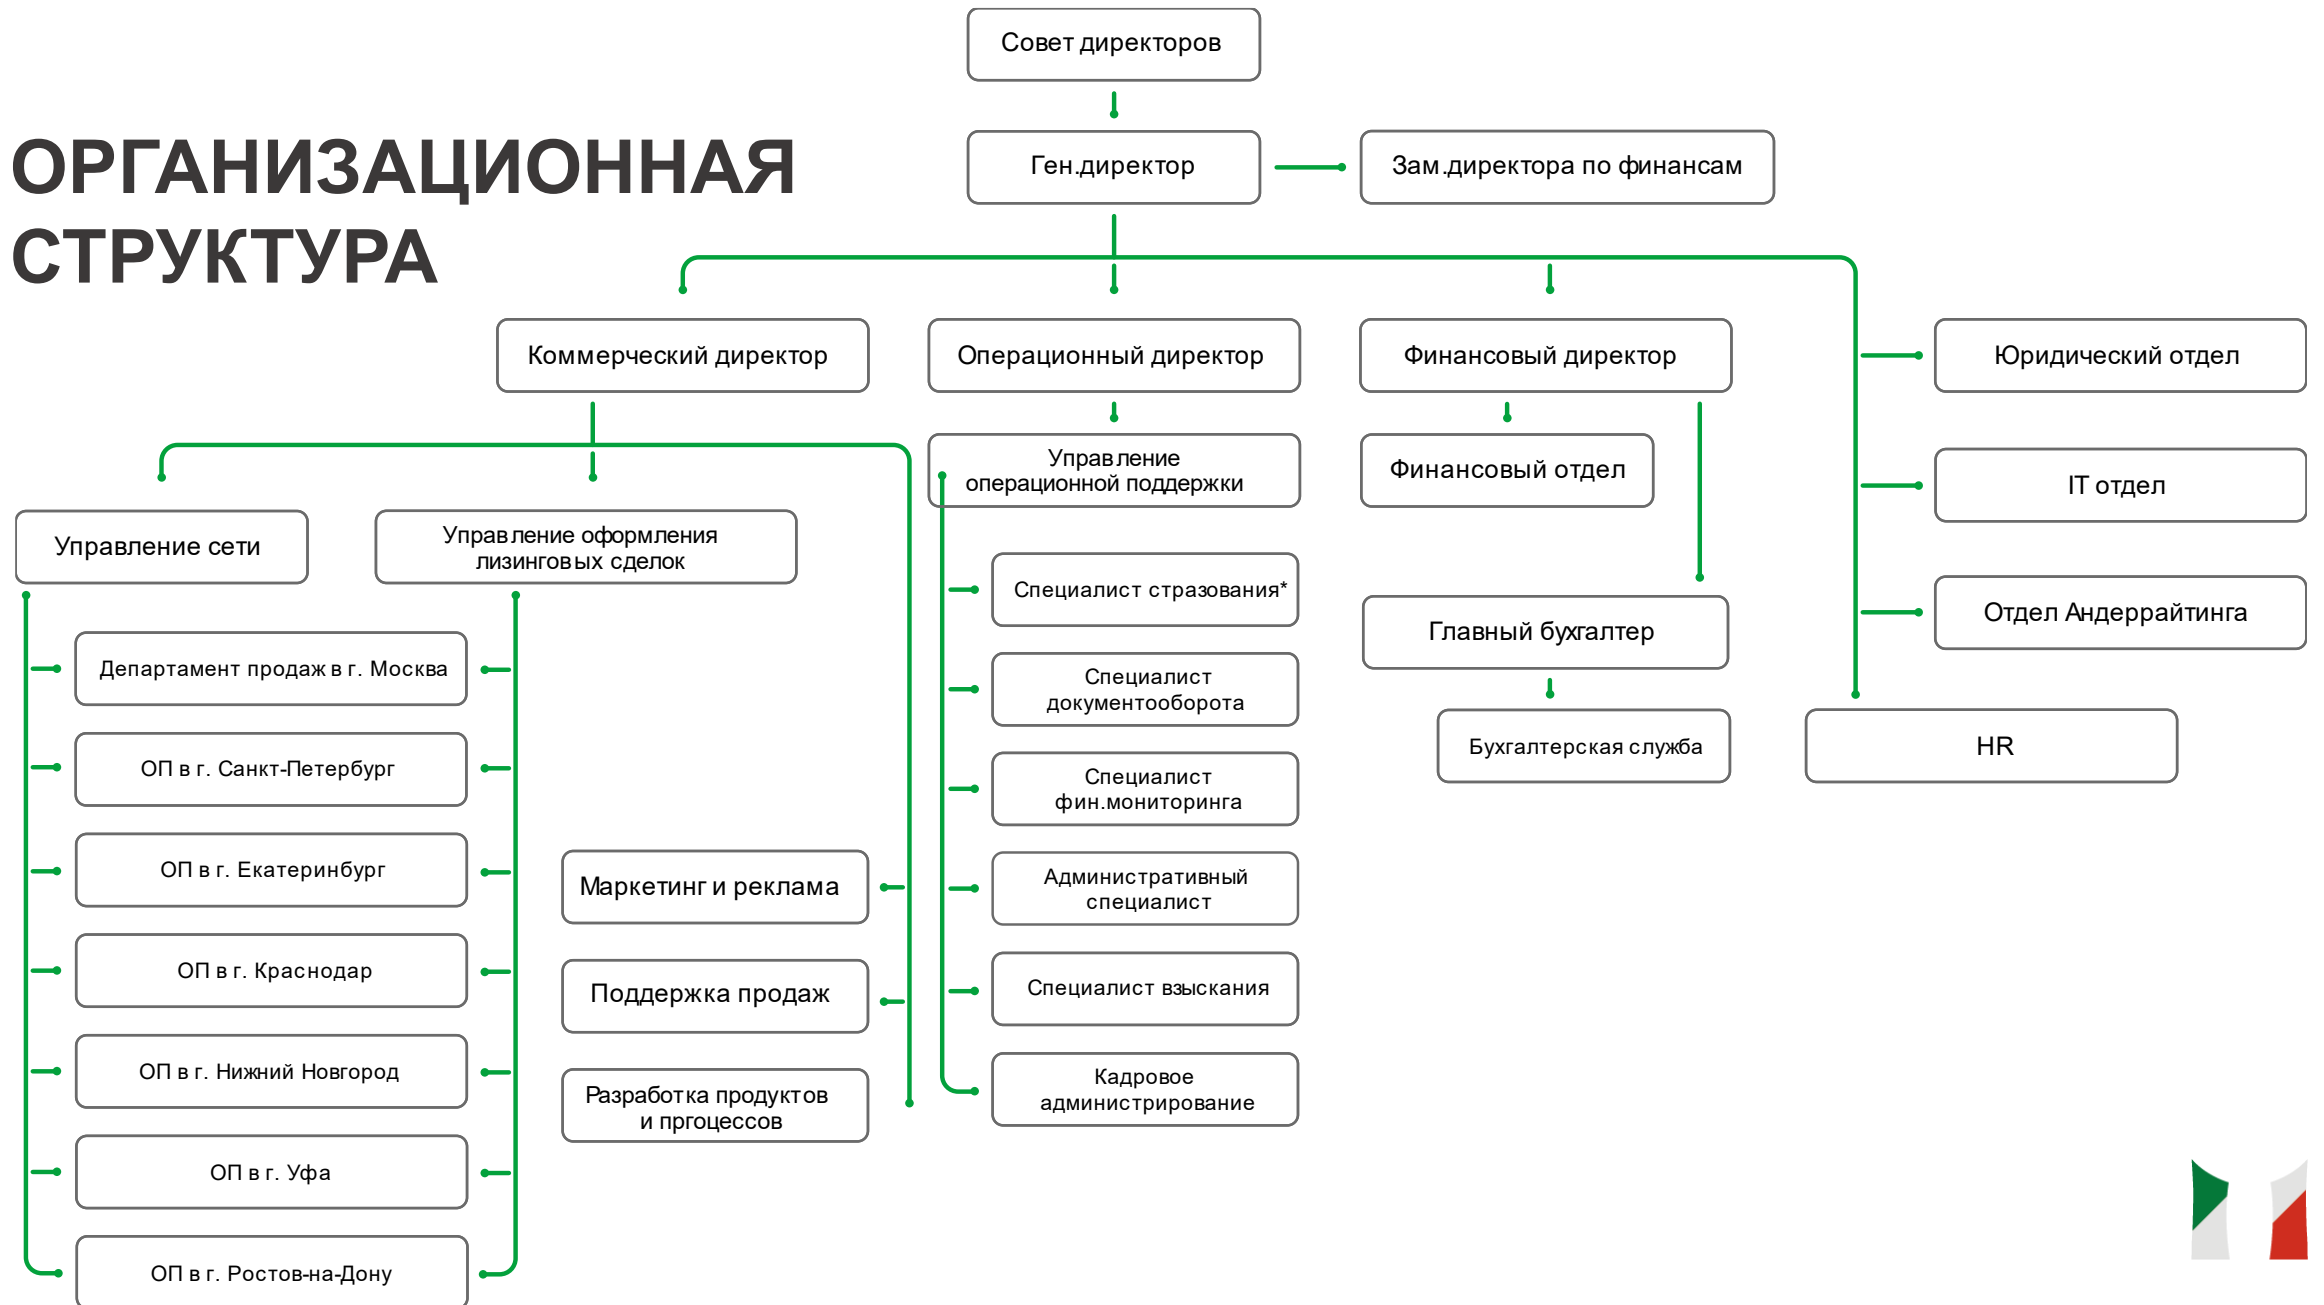 Совет директоров
ОРГАНИЗАЦИОННАЯ
СТРУКТУРА
Ген.директор
Зам.директора по финансам
Коммерческий директор
Операционный директор
Финансовый директор
Юридический отдел
Управление
операционной поддержки
Финансовый отдел
IT отдел
Управление сети
Управление оформления
лизинговых сделок
Специалист стразования*
Главный бухгалтер
Отдел Андеррайтинга
Департамент продаж в г. Москва
Специалист
документооборота
Бухгалтерская служба
HR
ОП в г. Санкт-Петербург
Специалист
фин.мониторинга
ОП в г. Екатеринбург
Маркетинг и реклама
Административный
специалист
ОП в г. Краснодар
Поддержка продаж
Специалист взыскания
ОП в г. Нижний Новгород
Разработка продуктов
и пргоцессов
Кадровое
администрирование
ОП в г. Уфа
ОП в г. Ростов-на-Дону